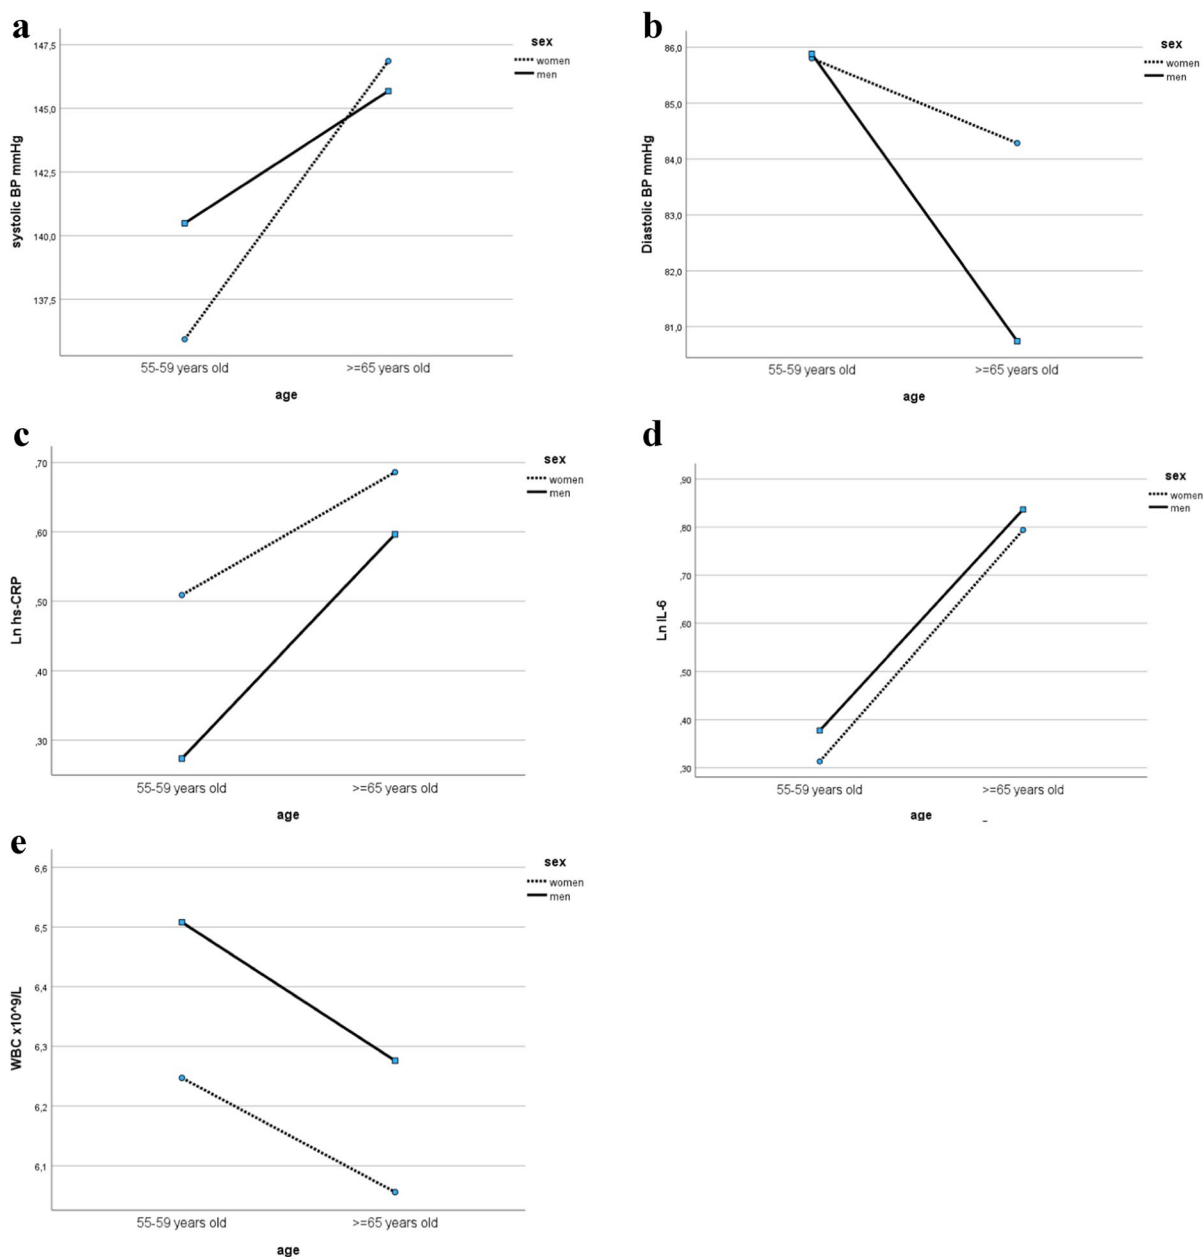 a
147,5
145,0
142,5
140,0
137,5
systolic BP mmHg
55-59 years old
>=65 years old
age
sex
women
men
b
86,0
85,0
84,0
83,0
82,0
81,0
Diastolic BP mmHg
55-59 years old
>=65 years old
age
sex
women
men
c
,70
,60
,50
,40
,30
Ln hs-CRP
55-59 years old
>=65 years old
age
sex
women
men
d
,90
,80
,70
,60
,50
,40
,30
Ln IL-6
55-59 years old
>=65 years old
age
sex
women
men
e
6,6
6,5
6,4
6,3
6,2
6,1
WBC x10^9/L
55-59 years old
>=65 years old
age
sex
women
men